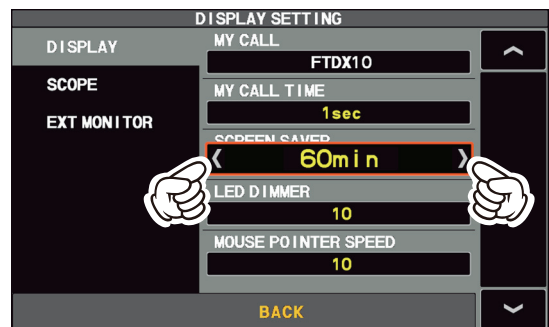 DISPLAY SETTING
DISPLAY
SCOPE
EXT MONITOR
MY CALL
FTDX10
MY CALL TIME
1sec
SCREEN SAVER
60min
LED DIMMER
10
MOUSE POINTER SPEED
10
BACK